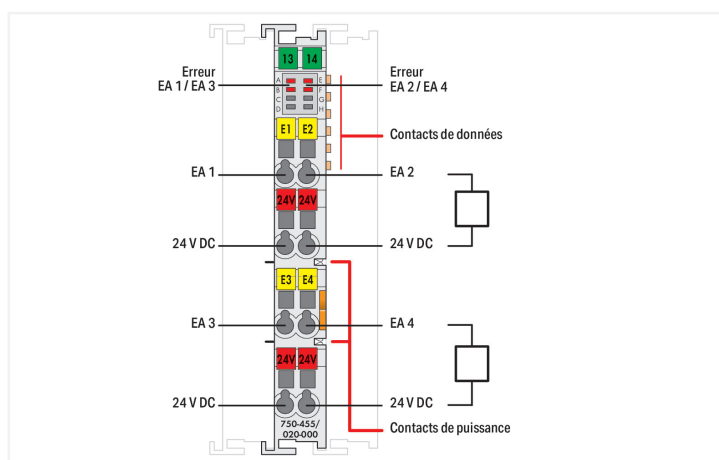 13 14
Erreur
EA 1 / EA 3
Erreur
EA 2 / EA 4
A E
B F
C G
D H
Contacts de données
E1 E2
EA 1
EA 2
24V 24V
24 V DC
24 V DC
E3 E4
EA 3
EA 4
24V 24V
24 V DC
24 V DC
750-455/
020-000
Contacts de puissance